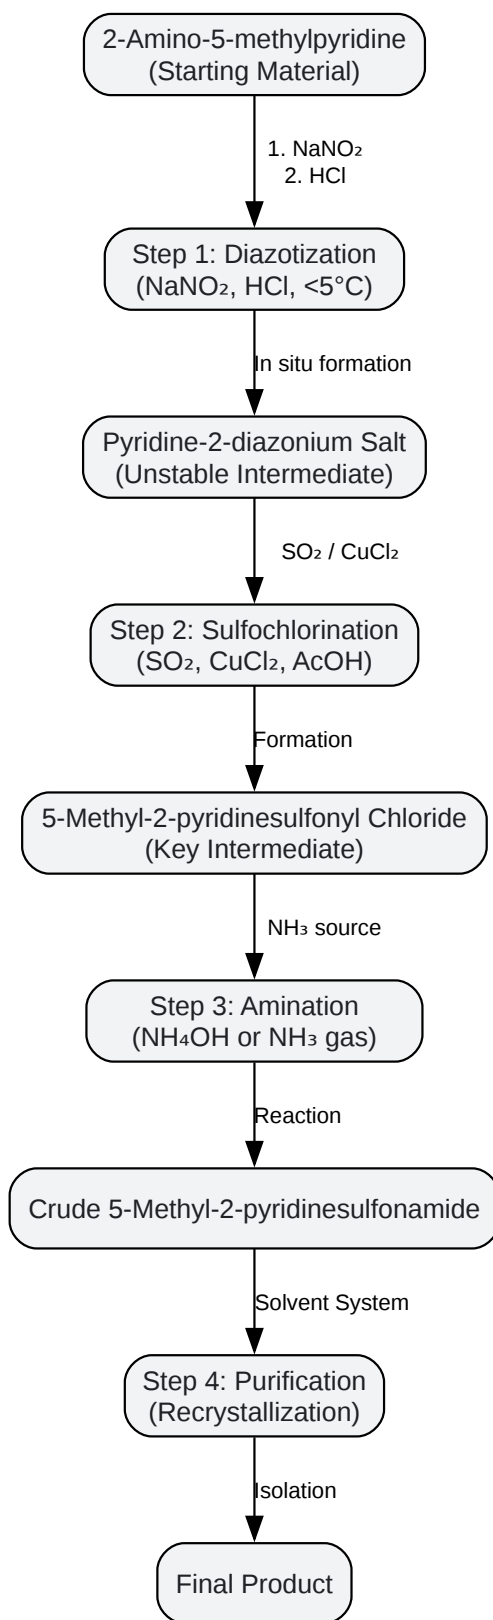 2-Amino-5-methylpyridine
(Starting Material)
1. NaNO₂
2. HCl
Step 1: Diazotization
(NaNO₂, HCl, <5°C)
In situ formation
Pyridine-2-diazonium Salt
(Unstable Intermediate)
SO₂ / CuCl₂
Step 2: Sulfochlorination
(SO₂, CuCl₂, AcOH)
Formation
5-Methyl-2-pyridinesulfonyl Chloride
(Key Intermediate)
NH₃ source
Step 3: Amination
(NH₄OH or NH₃ gas)
Reaction
Crude 5-Methyl-2-pyridinesulfonamide
Solvent System
Step 4: Purification
(Recrystallization)
Isolation
Final Product